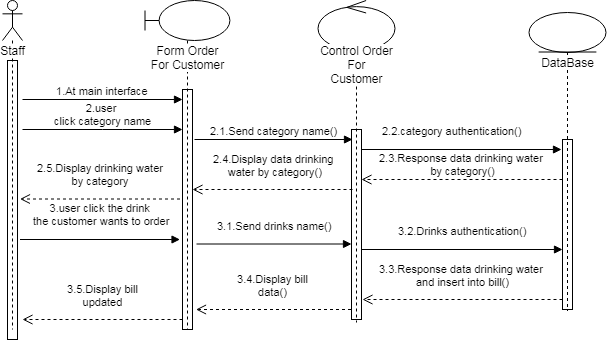 Staff
Form Order
For Customer
Control Order
For
Customer
DataBase
1.At main interface
2.user
click category name
2.1.Send category name()
2.2.category authentication()
2.3.Response data drinking water
by category()
2.4.Display data drinking
water by category()
2.5.Display drinking water
by category
3.user click the drink
the customer wants to order
3.1.Send drinks name()
3.2.Drinks authentication()
3.3.Response data drinking water
and insert into bill()
3.4.Display bill
data()
3.5.Display bill
updated